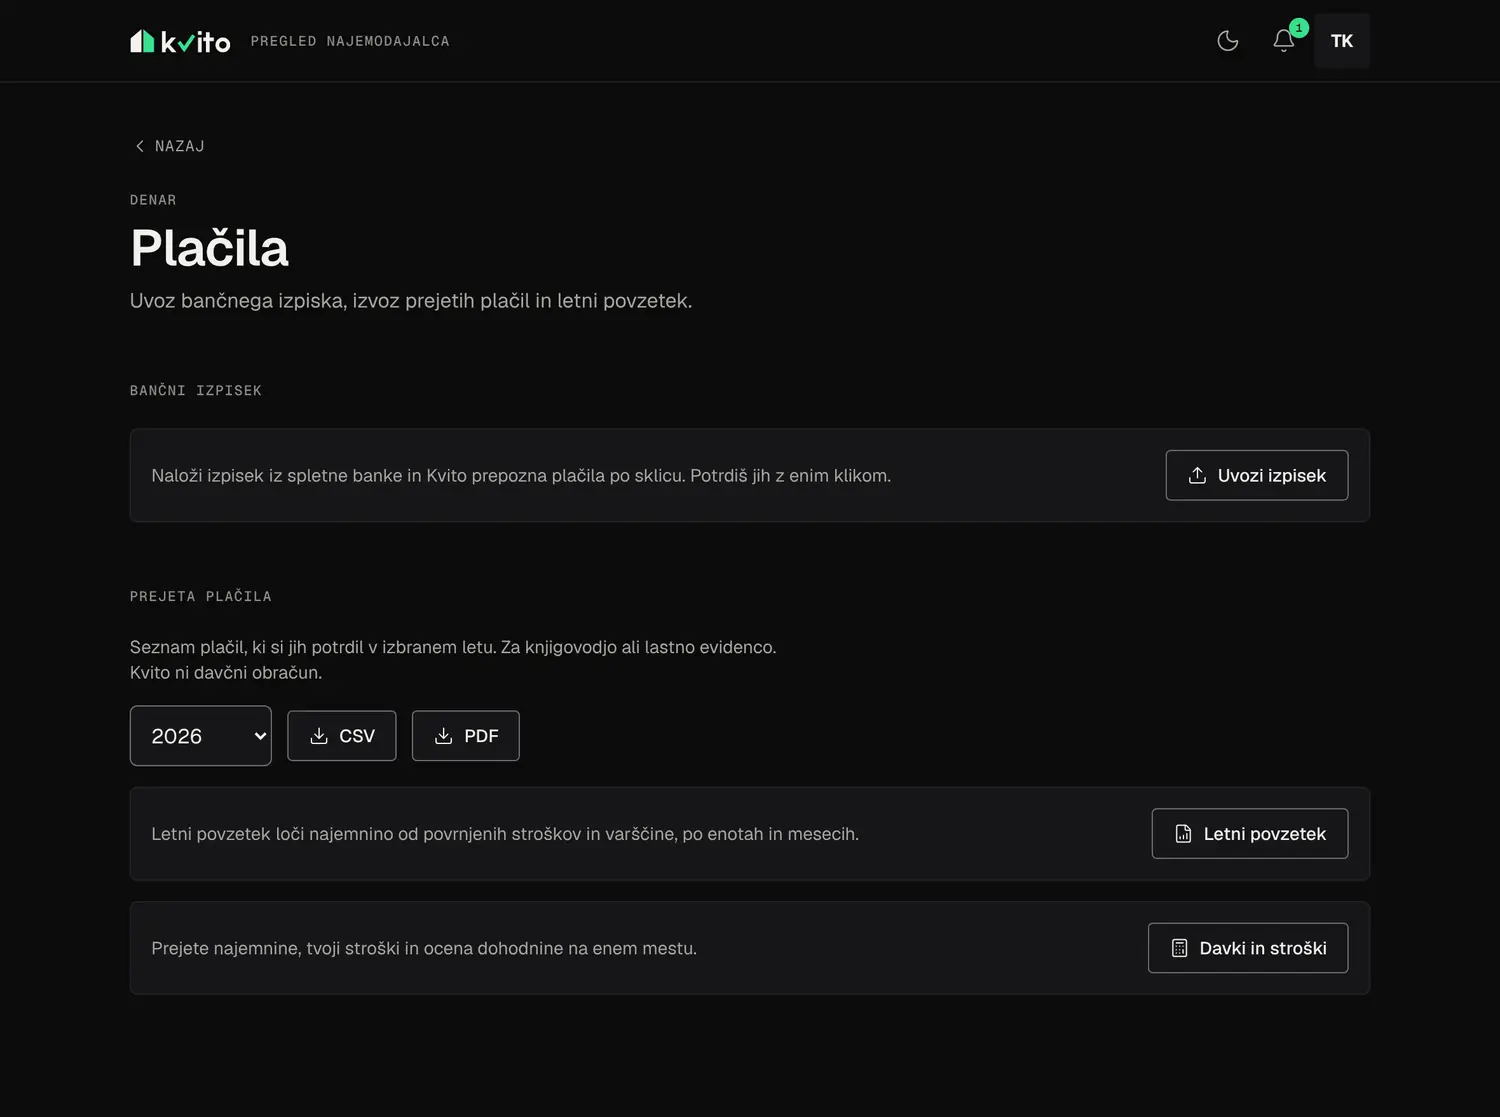 kvito
PREGLED NAJEMODAJALCA
1
TK
NAZAJ
DENAR
Plačila
Uvoz bančnega izpiska, izvoz prejetih plačil in letni povzetek.
BANČNI IZPISEK
Naloži izpisek iz spletne banke in Kvito prepozna plačila po sklicu. Potrdiš jih z enim klikom.
Uvozi izpisek
PREJETA PLAČILA
Seznam plačil, ki si jih potrdil v izbranem letu. Za knjigovodjo ali lastno evidenco.
Kvito ni davčni obračun.
2026
CSV
PDF
Letni povzetek loči najemnino od povrnjenih stroškov in varščine, po enotah in mesecih.
Letni povzetek
Prejete najemnine, tvoji stroški in ocena dohodnine na enem mestu.
Davki in stroški